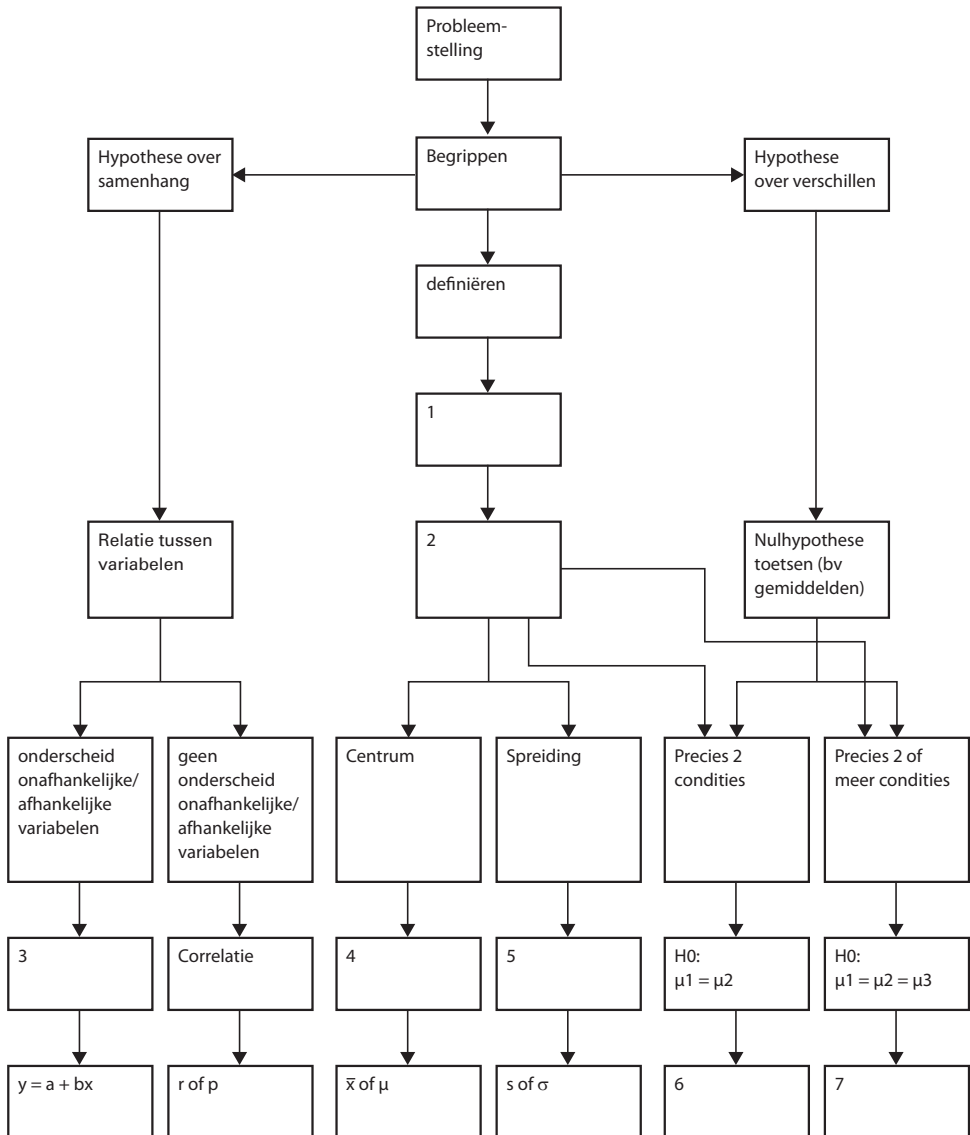 Probleem-
stelling
Hypothese over
samenhang
Begrippen
Hypothese
over verschillen
definiëren
1
Relatie tussen
variabelen
2
Nulhypothese
toetsen (bv
gemiddelden)
onderscheid
onafhankelijke/
afhankelijke
variabelen
geen
onderscheid
onafhankelijke/
afhankelijke
variabelen
Centrum
Spreiding
Precies 2
condities
Precies 2 of
meer condities
3
Correlatie
4
5
H0:
μ1 = μ2
H0:
μ1 = μ2 = μ3
y = a + bx
r of p
x̅ of μ
s of σ
6
7